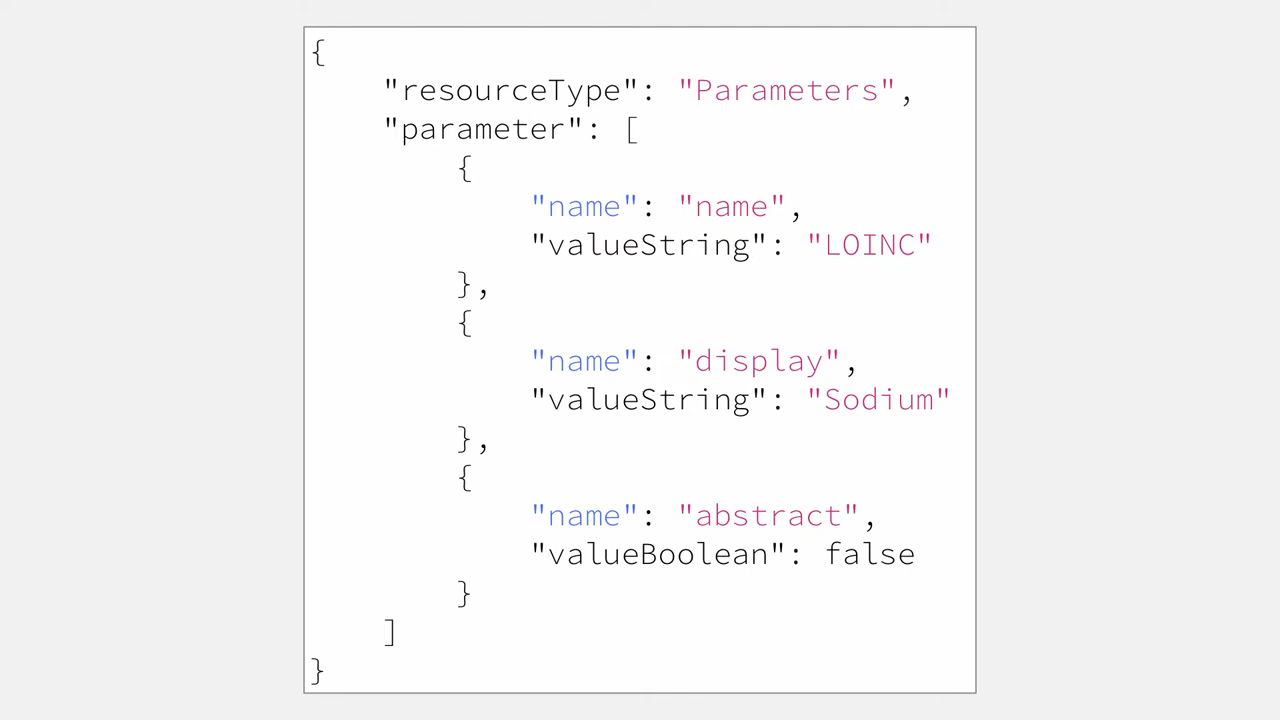 {
"resourceType": "Parameters",
"parameter": [
{
"name": "name",
"valueString": "LOINC"
},
{
"name": "display",
"valueString": "Sodium"
},
{
"name": "abstract",
"valueBoolean": false
}
]
}